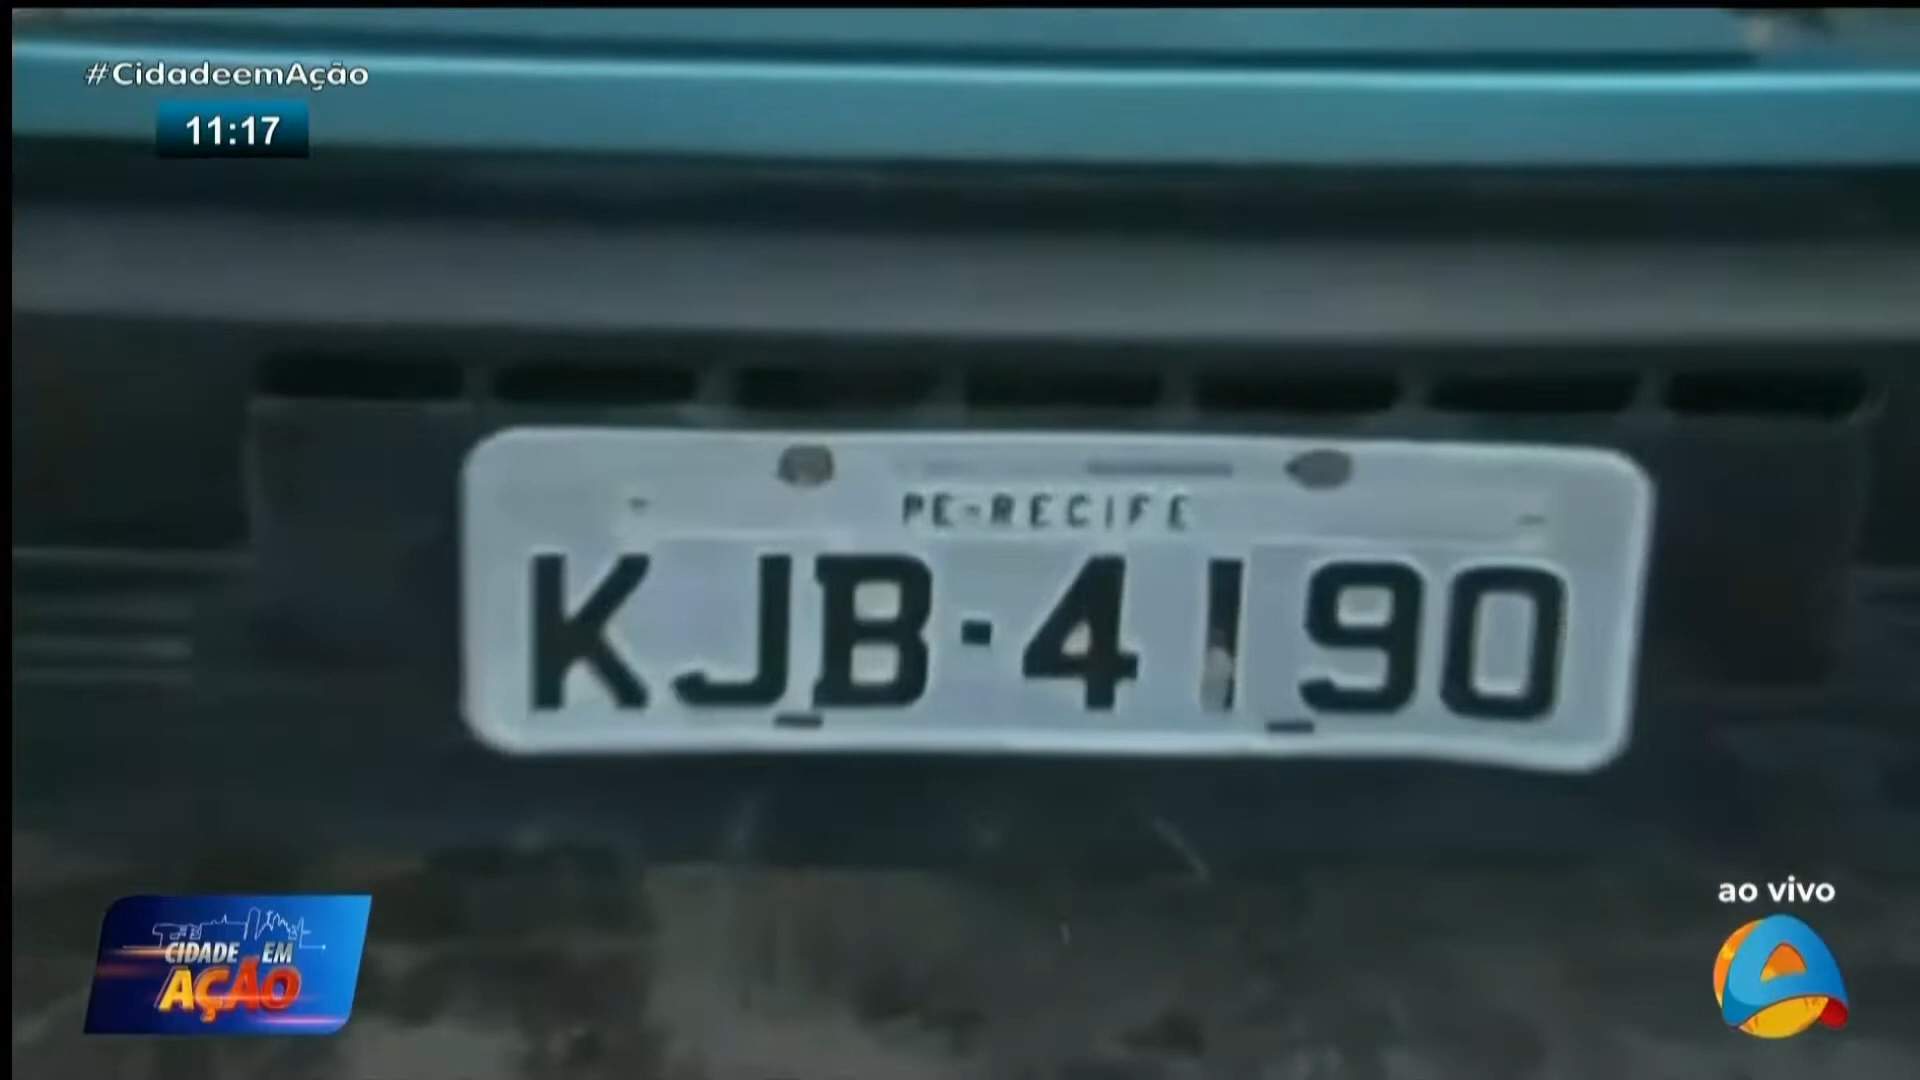 #CidadeemAção
11:17
PE-RECIFE
KJB-4190
CIDADE EM
AÇÃO
ao vivo